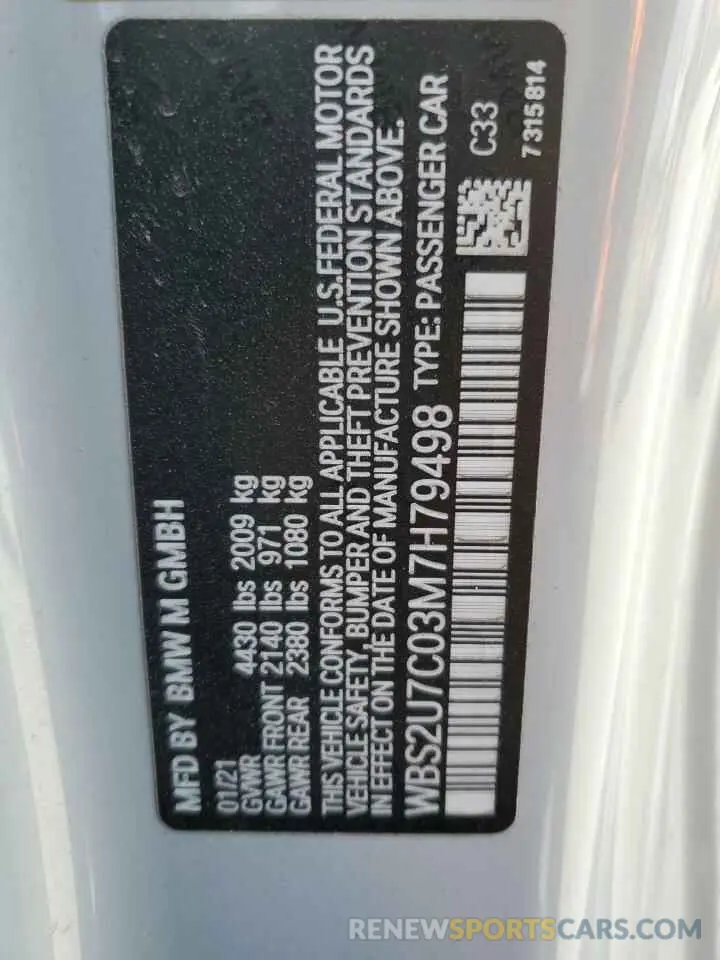 MFD BY BMW M GMBH
01/21
GVWR 4430 lbs 2009 kg
GAWR FRONT 2140 lbs 971 kg
GAWR REAR 2380 lbs 1080 kg
THIS VEHICLE CONFORMS TO ALL APPLICABLE U.S.FEDERAL MOTOR
VEHICLE SAFETY, BUMPER AND THEFT PREVENTION STANDARDS
IN EFFECT ON THE DATE OF MANUFACTURE SHOWN ABOVE.
WBS2U7C03M7H79498 TYPE: PASSENGER CAR
C33
7315814
RENEWSPORTSCARS.COM